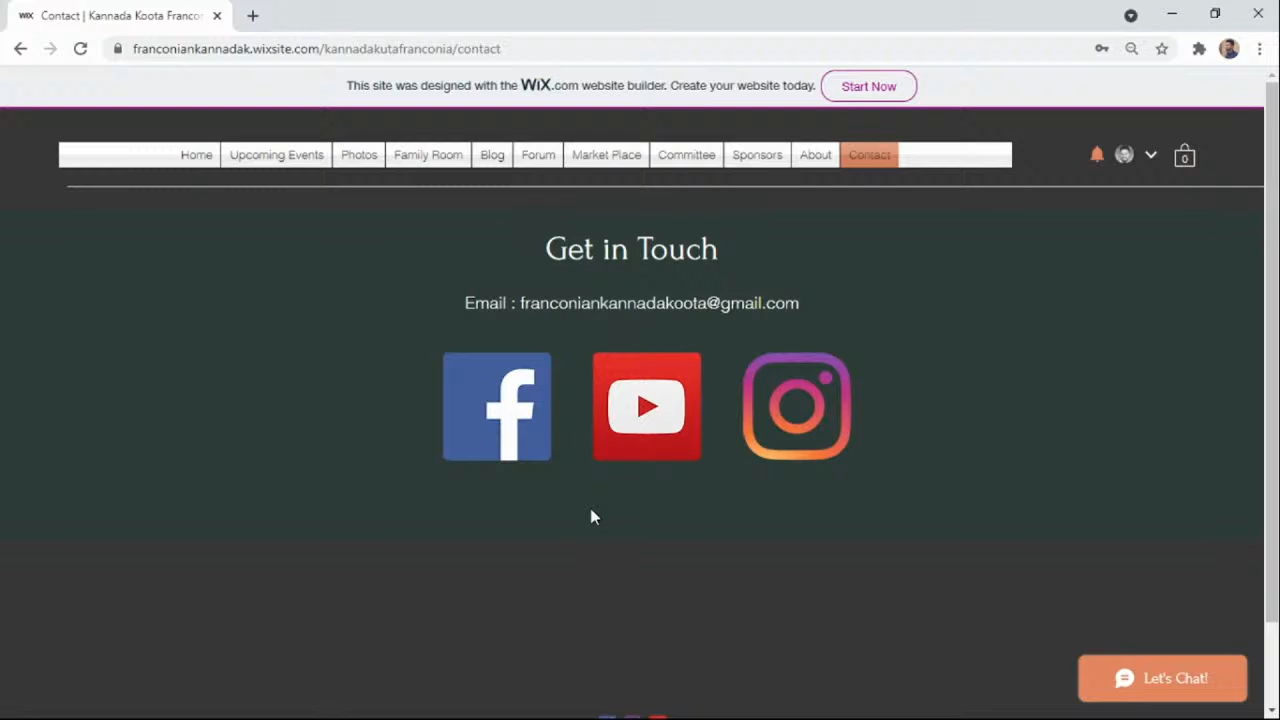 WiX Contact | Kannada Koota Franco
franconiankannadak.wixsite.com/kannadakutafranconia/contact
This site was designed with the WiX.com website builder. Create your website today. Start Now
Home Upcoming Events Photos Family Room Blog Forum Market Place Committee Sponsors About Contact 0
Get in Touch
Email : franconiankannadakoota@gmail.com
Let's Chat!